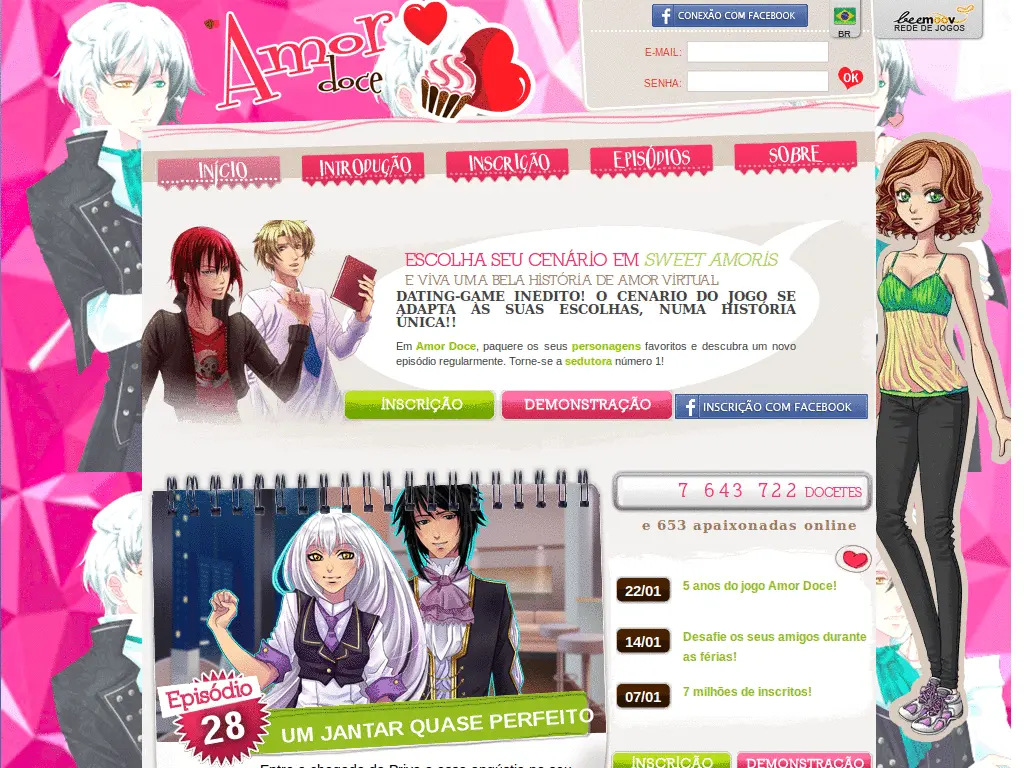 Amor doce
CONEXÃO COM FACEBOOK
BR
beemoov
REDE DE JOGOS
E-MAIL:
SENHA:
OK
INÍCIO
INTRODUÇÃO
INSCRIÇÃO
EPISÓDIOS
SOBRE
ESCOLHA SEU CENÁRIO EM SWEET AMORIS
E VIVA UMA BELA HISTÓRIA DE AMOR VIRTUAL
DATING-GAME INEDITO! O CENARIO DO JOGO SE
ADAPTA ÀS SUAS ESCOLHAS, NUMA HISTÓRIA
ÚNICA!!
Em Amor Doce, paquere os seus personagens favoritos e descubra um novo
episódio regularmente. Torne-se a sedutora número 1!
INSCRIÇÃO
DEMONSTRAÇÃO
INSCRIÇÃO COM FACEBOOK
7 643 722 DOCETES
e 653 apaixonadas online
22/01
5 anos do jogo Amor Doce!
14/01
Desafie os seus amigos durante
as férias!
07/01
7 milhões de inscritos!
Episódio
28
UM JANTAR QUASE PERFEITO
INSCRIÇÃO
DEMONSTRAÇÃO